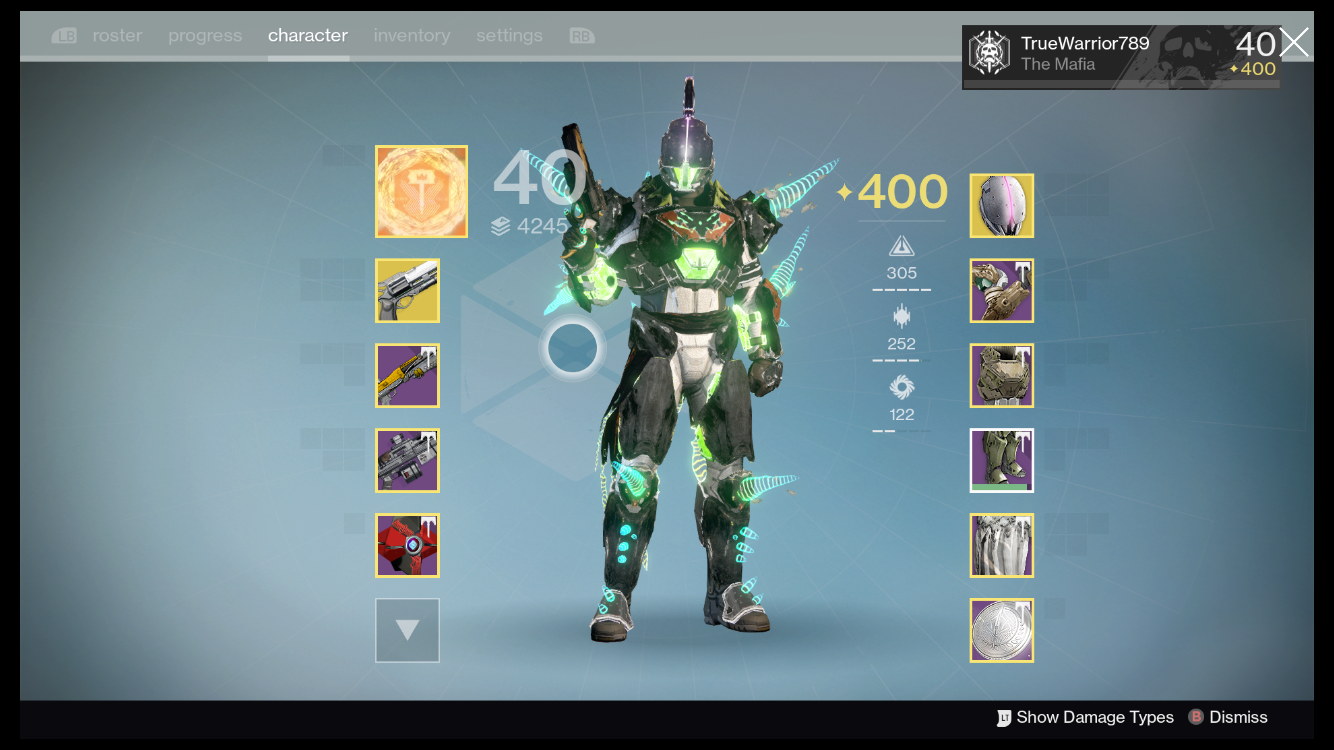 LB roster progress character inventory settings RB
TrueWarrior789
The Mafia
40
400
40
4245
400
305
252
122
LT Show Damage Types B Dismiss